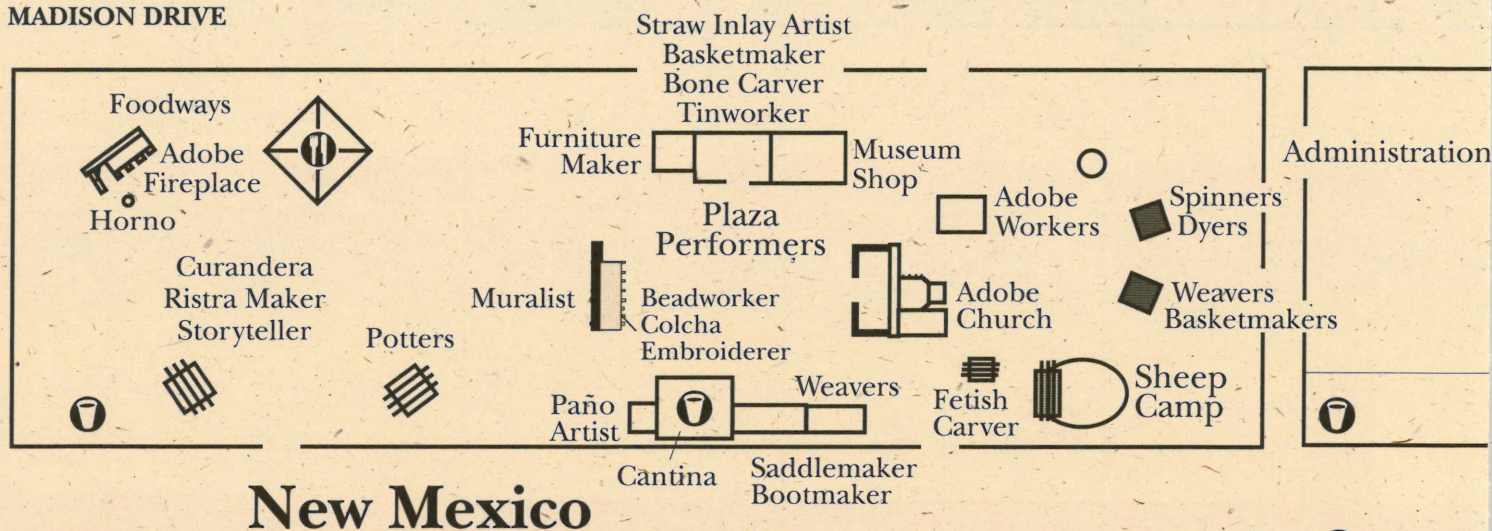 MADISON DRIVE
Straw Inlay Artist
Basketmaker
Bone Carver
Tinworker
Foodways
Adobe
Fireplace
Horno
Furniture
Maker
Museum
Shop
Administration
Plaza
Performers
Adobe
Workers
Spinners
Dyers
Curandera
Ristra Maker
Storyteller
Muralist
Beadworker
Colcha
Embroiderer
Adobe
Church
Weavers
Basketmakers
Potters
Paño
Artist
Weavers
Fetish
Carver
Sheep
Camp
Cantina
Saddlemaker
Bootmaker
New Mexico